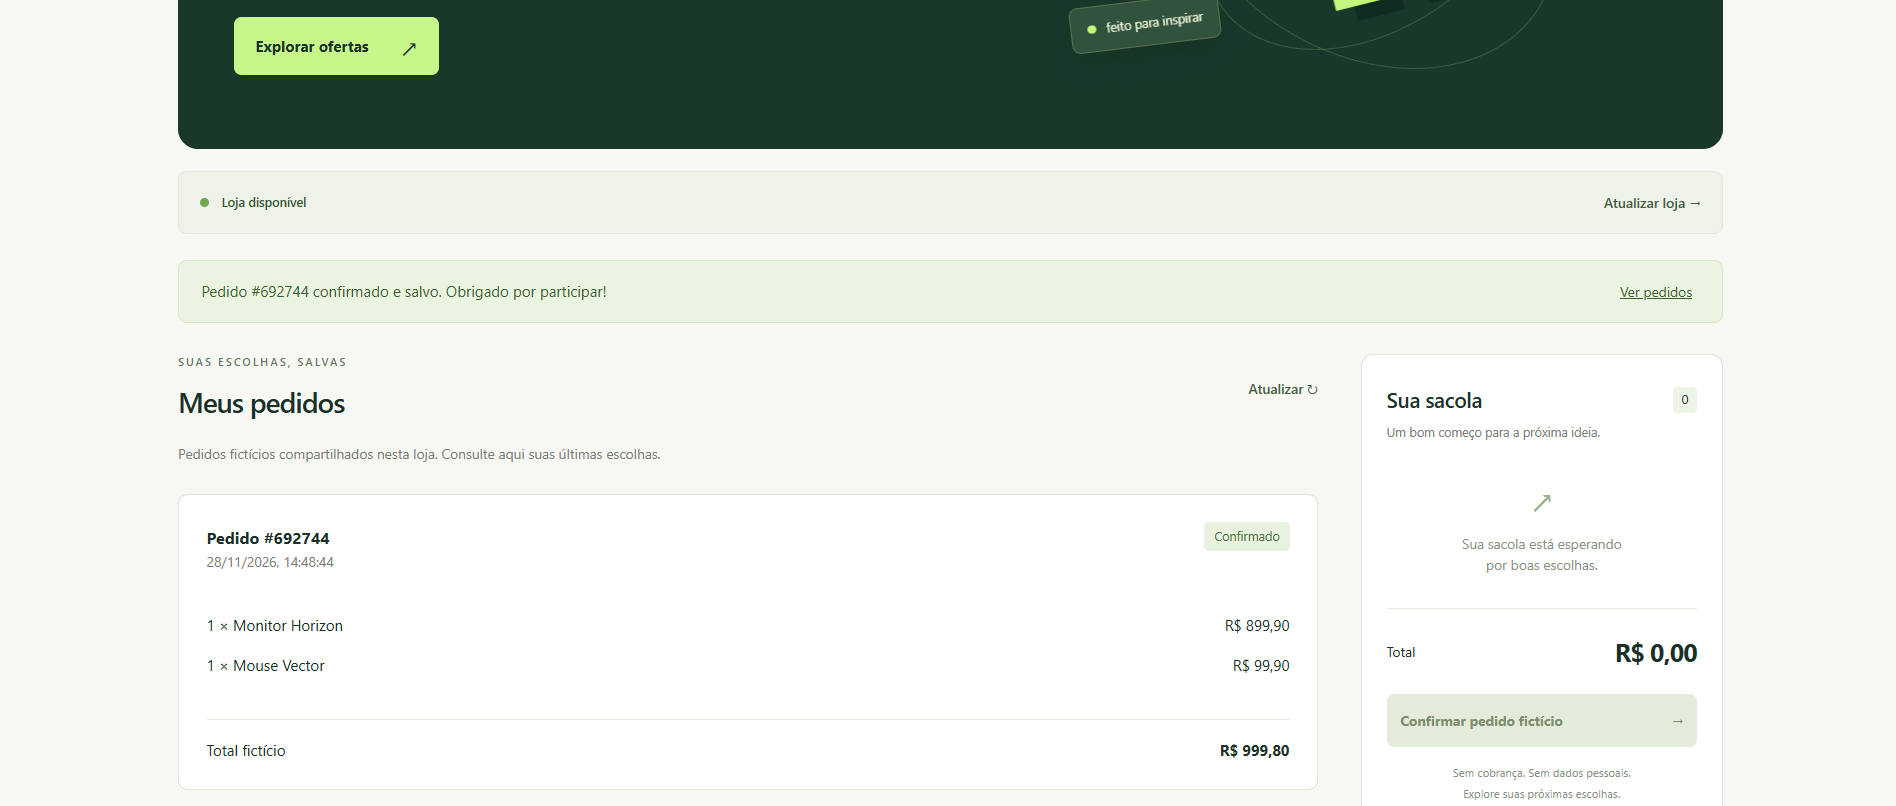 Explorar ofertas ↗
feito para inspirar
Loja disponível
Atualizar loja →
Pedido #692744 confirmado e salvo. Obrigado por participar!
Ver pedidos
SUAS ESCOLHAS, SALVAS
Meus pedidos
Atualizar ↻
Pedidos fictícios compartilhados nesta loja. Consulte aqui suas últimas escolhas.
Pedido #692744
Confirmado
28/11/2026, 14:48:44
1 × Monitor Horizon
R$ 899,90
1 × Mouse Vector
R$ 99,90
Total fictício
R$ 999,80
Sua sacola
0
Um bom começo para a próxima ideia.
↗
Sua sacola está esperando
por boas escolhas.
Total
R$ 0,00
Confirmar pedido fictício →
Sem cobrança. Sem dados pessoais.
Explore suas próximas escolhas.